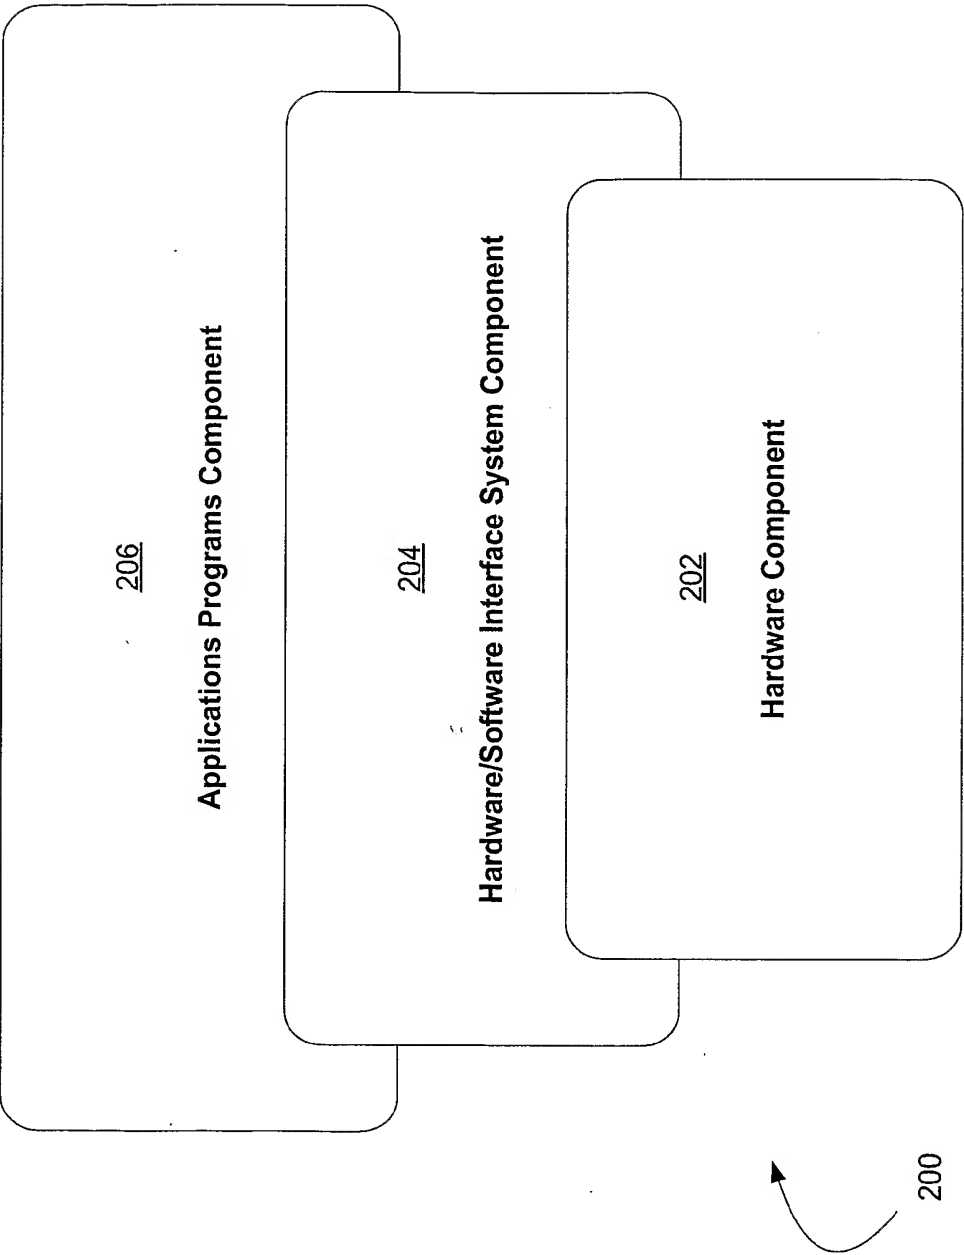 206
Applications Programs Component
204
Hardware/Software Interface System Component
202
Hardware Component
200